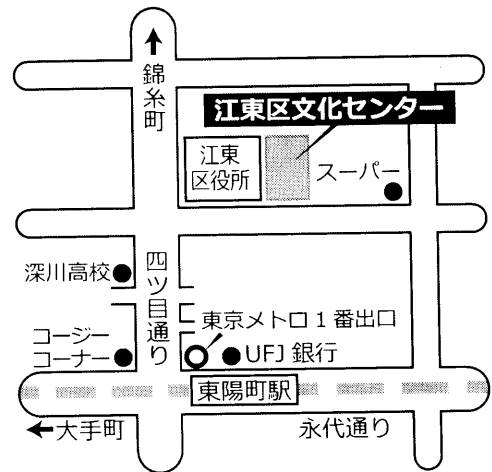 錦糸町
江東区文化センター
江東
区役所
スーパー
深川高校
四ツ目通り
東京メトロ1番出口
コージー
コーナー
UFJ 銀行
東陽町駅
大手町
永代通り